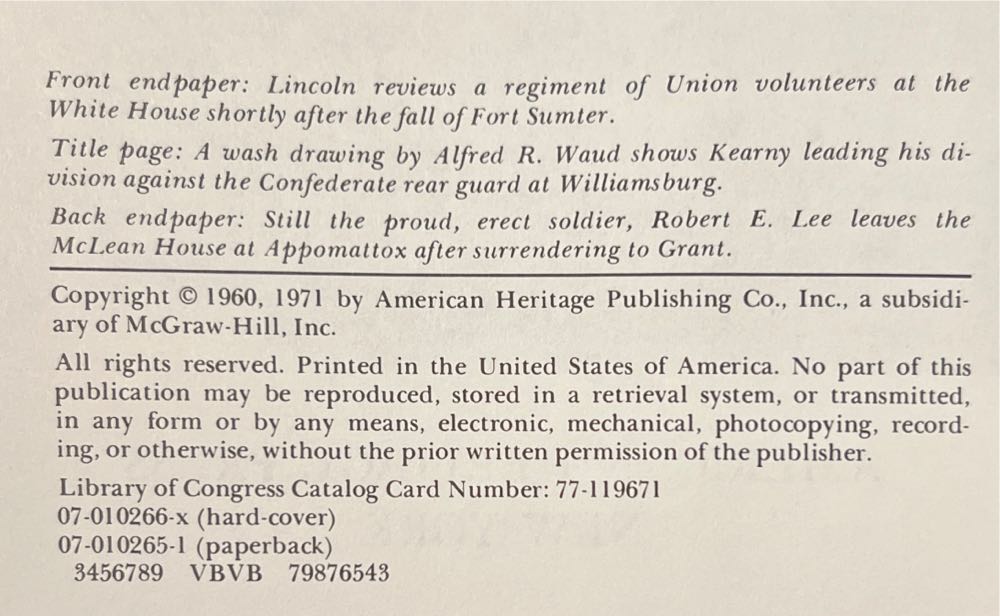 Front endpaper: Lincoln reviews a regiment of Union volunteers at the
White House shortly after the fall of Fort Sumter.
Title page: A wash drawing by Alfred R. Waud shows Kearny leading his di-
vision against the Confederate rear guard at Williamsburg.
Back endpaper: Still the proud, erect soldier, Robert E. Lee leaves the
McLean House at Appomattox after surrendering to Grant.
Copyright © 1960, 1971 by American Heritage Publishing Co., Inc., a subsidi-
ary of McGraw-Hill, Inc.
All rights reserved. Printed in the United States of America. No part of this
publication may be reproduced, stored in a retrieval system, or transmitted,
in any form or by any means, electronic, mechanical, photocopying, record-
ing, or otherwise, without the prior written permission of the publisher.
Library of Congress Catalog Card Number: 77-119671
07-010266-x (hard-cover)
07-010265-1 (paperback)
3456789 VBVB 79876543